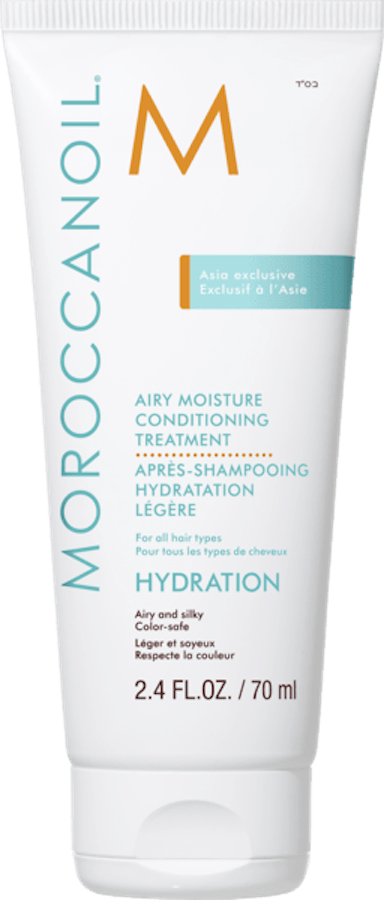 בס"ד
M
MOROCCANOIL®
Asia exclusive
Exclusif à l'Asie
AIRY MOISTURE
CONDITIONING
TREATMENT
APRÈS-SHAMPOOING
HYDRATATION
LÉGÈRE
For all hair types
Pour tous les types de cheveux
HYDRATION
Airy and silky
Color-safe
Léger et soyeux
Respecte la couleur
2.4 FL.OZ. / 70 ml